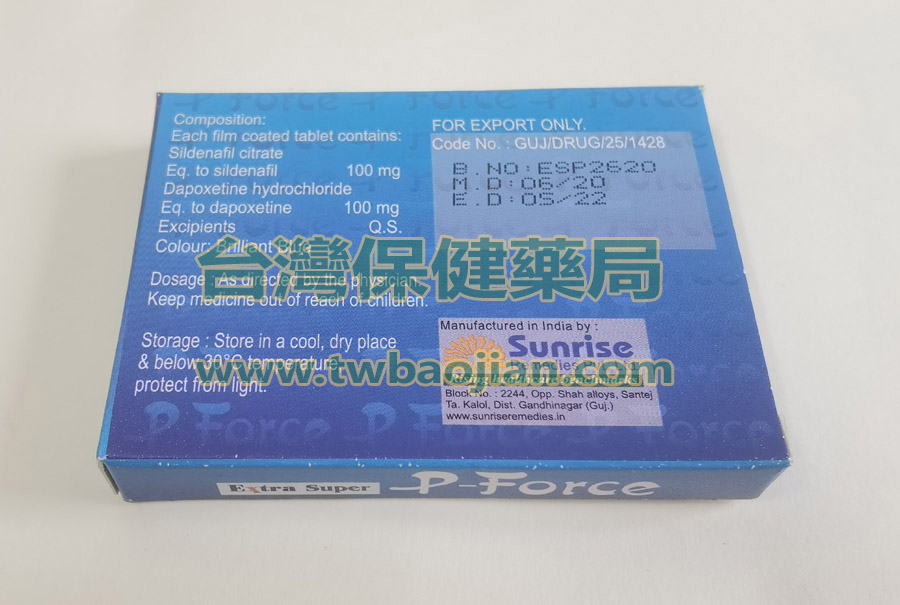 Composition:
Each film coated tablet contains:
Sildenafil citrate
Eq. to sildenafil 100 mg
Dapoxetine hydrochloride
Eq. to dapoxetine 100 mg
Excipients Q.S.
Colour: Brilliant Blue
Dosage : As directed by the physician.
Keep medicine out of reach of children.
Storage : Store in a cool, dry place
& below 30°C temperature,
protect from light.
FOR EXPORT ONLY.
Code No. : GUJ/DRUG/25/1428
B.NO:ESP2620
M.D:06/20
E.D:05/22
台灣保健藥局
www.twbaojian.com
Manufactured in India by :
Sunrise
Remedies
Block No. : 2244, Opp. Shah alloys, Santej
Ta. Kalol, Dist. Gandhinagar (Guj.)
www.sunriseremedies.in
P-Force
Extra Super P-Force